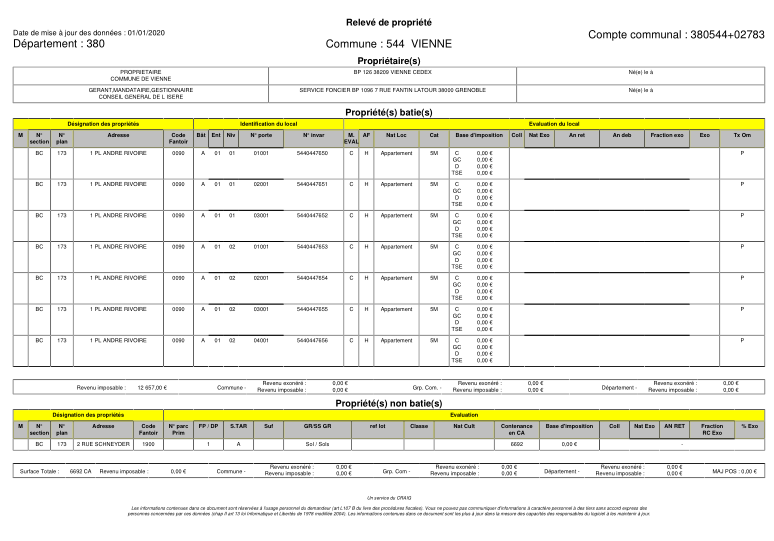 Relevé de propriété
Date de mise à jour des données : 01/01/2020
Département : 380
Commune : 544 VIENNE
Compte communal : 380544+02783
Propriétaire(s)
PROPRIETAIRE BP 126 38209 VIENNE CEDEX Né(e) le à
COMMUNE DE VIENNE
GERANT,MANDATAIRE,GESTIONNAIRE SERVICE FONCIER BP 1096 7 RUE FANTIN LATOUR 38000 GRENOBLE Né(e) le à
CONSEIL GENERAL DE L ISERE
Propriété(s) batie(s)
Désignation des propriétés Identification du local Evaluation du local
M N° section N° plan Adresse Code Fantoir Bât Ent Niv N° porte N° invar M. EVAL AF Nat Loc Cat Base d'imposition Coll Nat Exo An ret An deb Fraction exo Exo Tx Om
BC 173 1 PL ANDRE RIVOIRE 0090 A 01 01 01001 5440447650 C H Appartement 5M C 0,00 € P
GC 0,00 €
D 0,00 €
TSE 0,00 €
BC 173 1 PL ANDRE RIVOIRE 0090 A 01 01 02001 5440447651 C H Appartement 5M C 0,00 € P
GC 0,00 €
D 0,00 €
TSE 0,00 €
BC 173 1 PL ANDRE RIVOIRE 0090 A 01 01 03001 5440447652 C H Appartement 5M C 0,00 € P
GC 0,00 €
D 0,00 €
TSE 0,00 €
BC 173 1 PL ANDRE RIVOIRE 0090 A 01 02 01001 5440447653 C H Appartement 5M C 0,00 € P
GC 0,00 €
D 0,00 €
TSE 0,00 €
BC 173 1 PL ANDRE RIVOIRE 0090 A 01 02 02001 5440447654 C H Appartement 5M C 0,00 € P
GC 0,00 €
D 0,00 €
TSE 0,00 €
BC 173 1 PL ANDRE RIVOIRE 0090 A 01 02 03001 5440447655 C H Appartement 5M C 0,00 € P
GC 0,00 €
D 0,00 €
TSE 0,00 €
BC 173 1 PL ANDRE RIVOIRE 0090 A 01 02 04001 5440447656 C H Appartement 5M C 0,00 € P
GC 0,00 €
D 0,00 €
TSE 0,00 €
Revenu imposable : 12 657,00 € Commune - Revenu exonéré : 0,00 € Revenu imposable : 0,00 € Grp. Com. - Revenu exonéré : 0,00 € Revenu imposable : 0,00 € Département - Revenu exonéré : 0,00 € Revenu imposable : 0,00 €
Propriété(s) non batie(s)
Désignation des propriétés Evaluation
M N° section N° plan Adresse Code Fantoir N° parc Prim FP / DP S.TAR Suf GR/SS GR ref lot Classe Nat Cult Contenance en CA Base d'imposition Coll Nat Exo AN RET Fraction RC Exo % Exo
BC 173 2 RUE SCHNEYDER 1900 1 A Sol / Sols 6692 0,00 € -
Surface Totale : 6692 CA Revenu imposable : 0,00 € Commune - Revenu exonéré : 0,00 € Revenu imposable : 0,00 € Grp. Com - Revenu exonéré : 0,00 € Revenu imposable : 0,00 € Département - Revenu exonéré : 0,00 € Revenu imposable : 0,00 € MAJ POS : 0,00 €
Un service du CRAIG
Les informations contenues dans ce document sont réservées à l'usage personnel du demandeur (art L107 B du livre des procédures fiscales). Vous ne pouvez pas communiquer d'informations à caractère personnel à des tiers sans accord express des
personnes concernées par ces données (chap II art 13 loi Informatique et Libertés de 1978 modifiée 2004). Les informations contenues dans ce document sont les plus à jour dans la mesure des capacités des responsables du logiciel à les maintenir à jour.